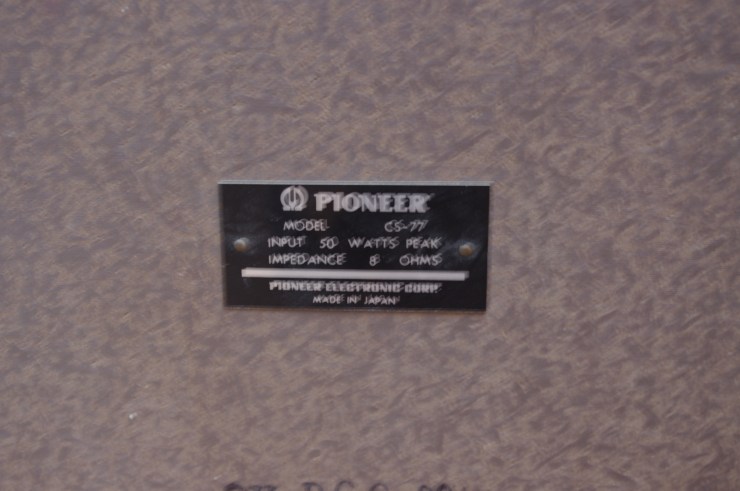 PIONEER
MODEL CS-77
INPUT 50 WATTS PEAK
IMPEDANCE 8 OHMS
PIONEER ELECTRONIC CORP.
MADE IN JAPAN